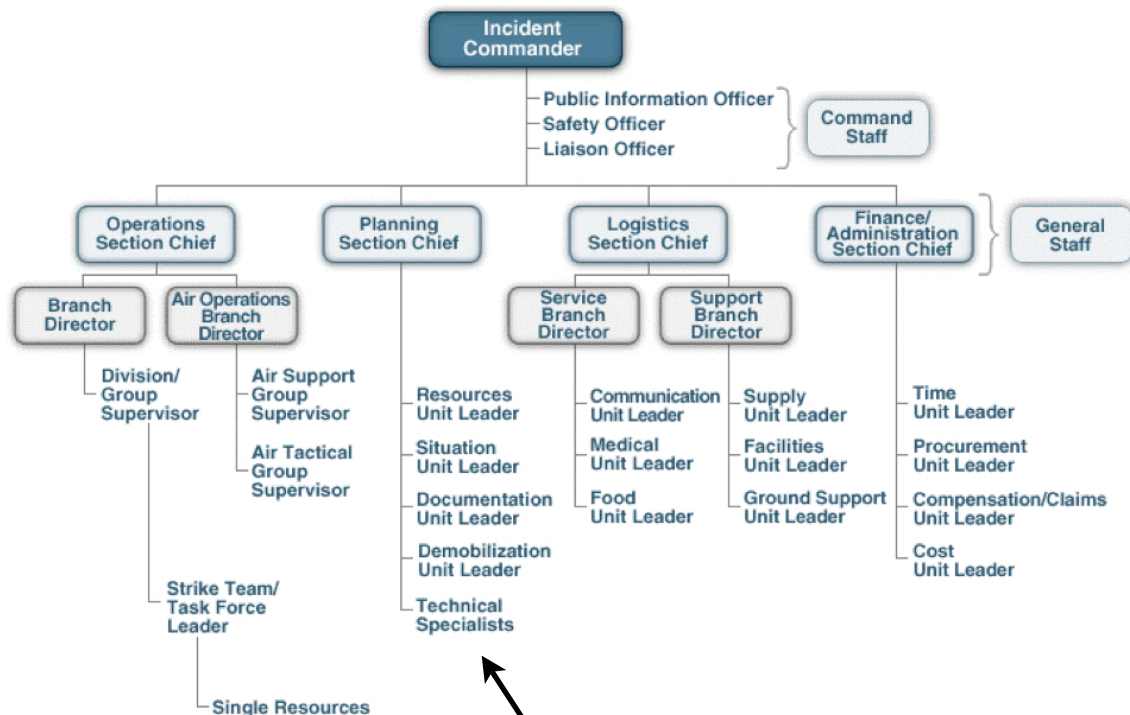 Incident
Commander
Public Information Officer
Safety Officer
Liaison Officer
Command
Staff
Operations
Section Chief
Planning
Section Chief
Logistics
Section Chief
Finance/
Administration
Section Chief
General
Staff
Branch
Director
Air Operations
Branch
Director
Service
Branch
Director
Support
Branch
Director
Division/
Group
Supervisor
Air Support
Group
Supervisor
Air Tactical
Group
Supervisor
Strike Team/
Task Force
Leader
Single Resources
Resources
Unit Leader
Situation
Unit Leader
Documentation
Unit Leader
Demobilization
Unit Leader
Technical
Specialists
Communication
Unit Leader
Medical
Unit Leader
Food
Unit Leader
Supply
Unit Leader
Facilities
Unit Leader
Ground Support
Unit Leader
Time
Unit Leader
Procurement
Unit Leader
Compensation/Claims
Unit Leader
Cost
Unit Leader